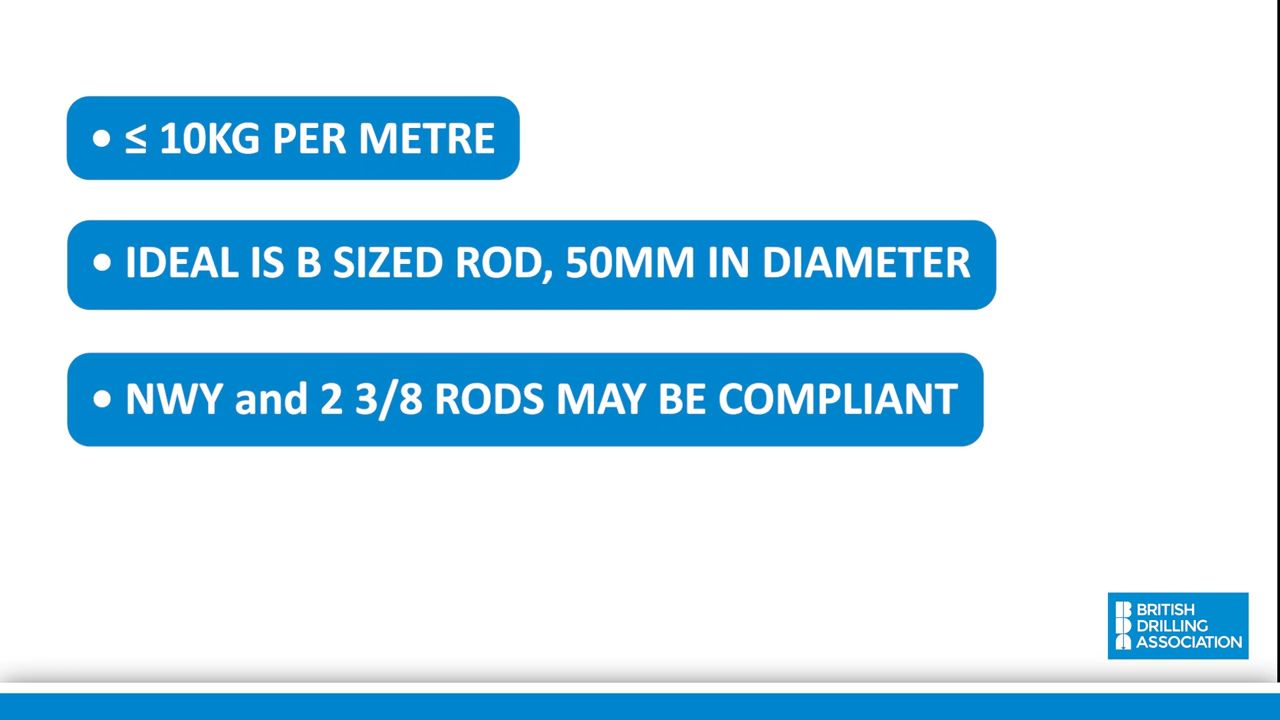 • ≤ 10KG PER METRE
• IDEAL IS B SIZED ROD, 50MM IN DIAMETER
• NWY and 2 3/8 RODS MAY BE COMPLIANT
BRITISH
DRILLING
ASSOCIATION